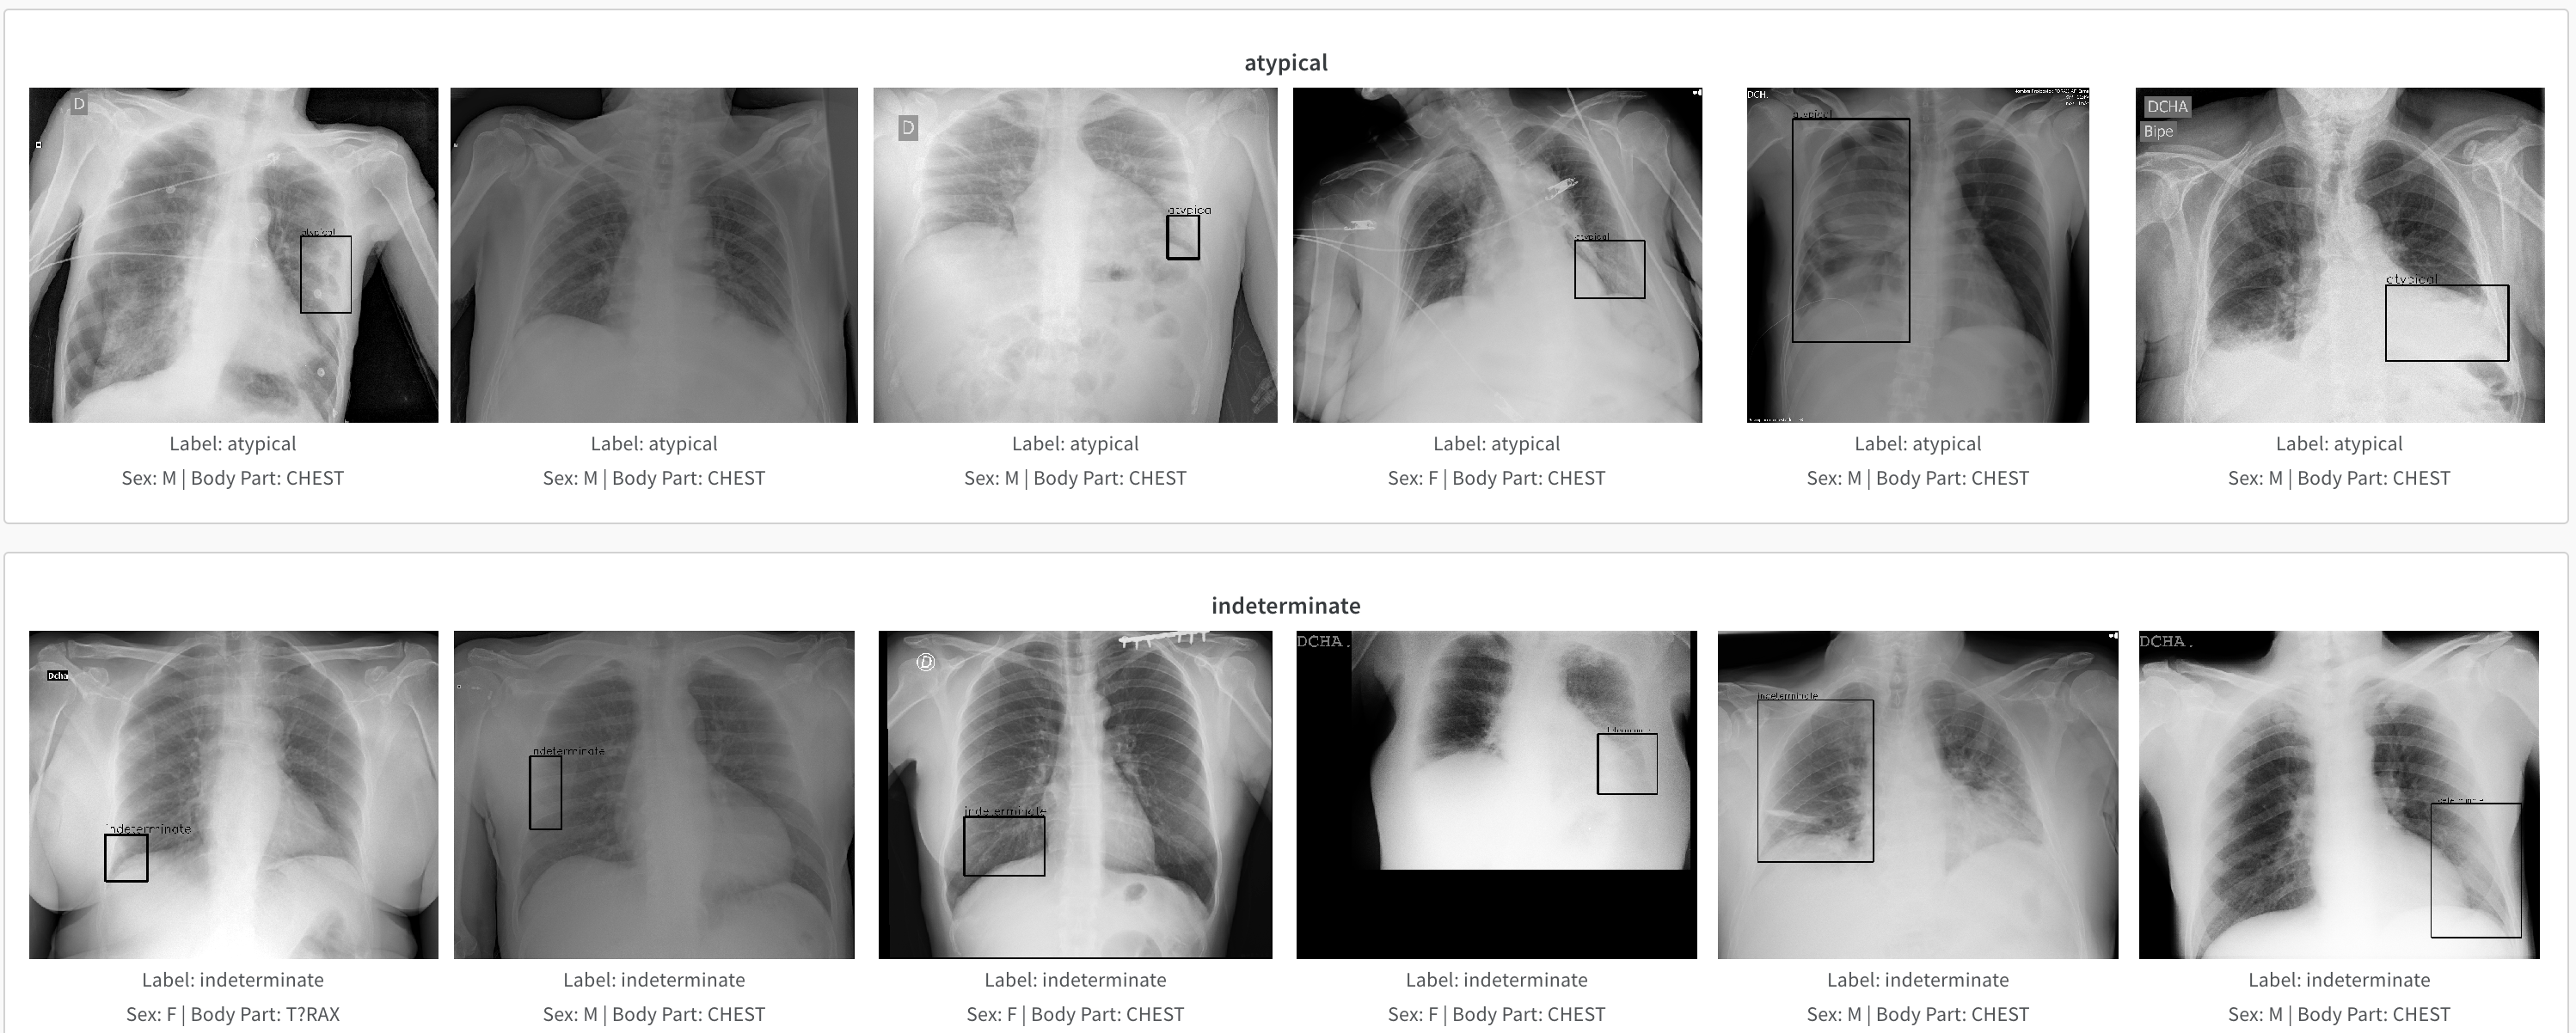 atypical
D
D
DCH.
DCHA
Bipe
atypical
atypica
atypical
atypical
atypical
atypical
Label: atypical
Label: atypical
Label: atypical
Label: atypical
Label: atypical
Label: atypical
Sex: M | Body Part: CHEST
Sex: M | Body Part: CHEST
Sex: M | Body Part: CHEST
Sex: F | Body Part: CHEST
Sex: M | Body Part: CHEST
Sex: M | Body Part: CHEST
indeterminate
Dcha
D
DCHA.
DCHA.
indeterminate
ndeterminate
indeterminate
indeterminate
Label: indeterminate
Label: indeterminate
Label: indeterminate
Label: indeterminate
Label: indeterminate
Label: indeterminate
Sex: F | Body Part: T?RAX
Sex: M | Body Part: CHEST
Sex: F | Body Part: CHEST
Sex: F | Body Part: CHEST
Sex: M | Body Part: CHEST
Sex: M | Body Part: CHEST